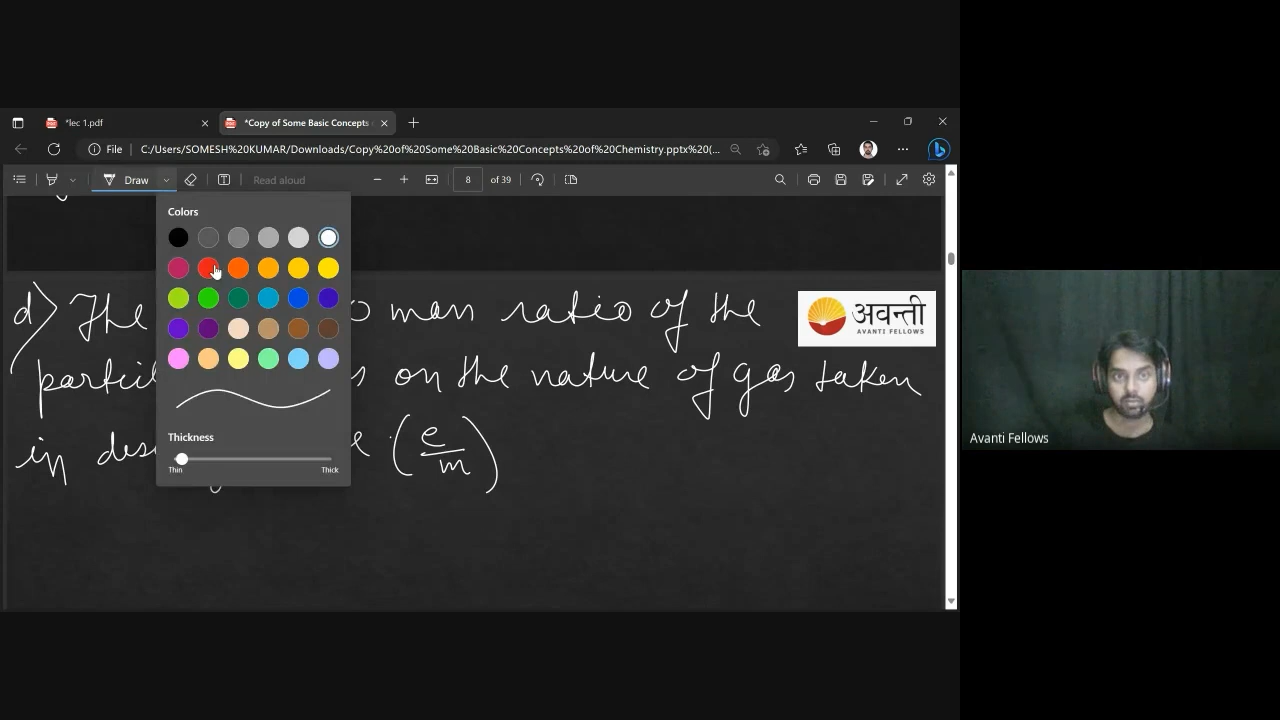 *lec 1.pdf
*Copy of Some Basic Concepts
File
C:/Users/SOMESH%20KUMAR/Downloads/Copy%20of%20Some%20Basic%20Concepts%20of%20Chemistry.pptx%20(...
Draw
Read aloud
8 of 39
Colors
Thickness
Thin Thick
d) The o mass ratio of the
अवन्ती
AVANTI FELLOWS
on the nature of gas taken
in (e/m)
Avanti Fellows